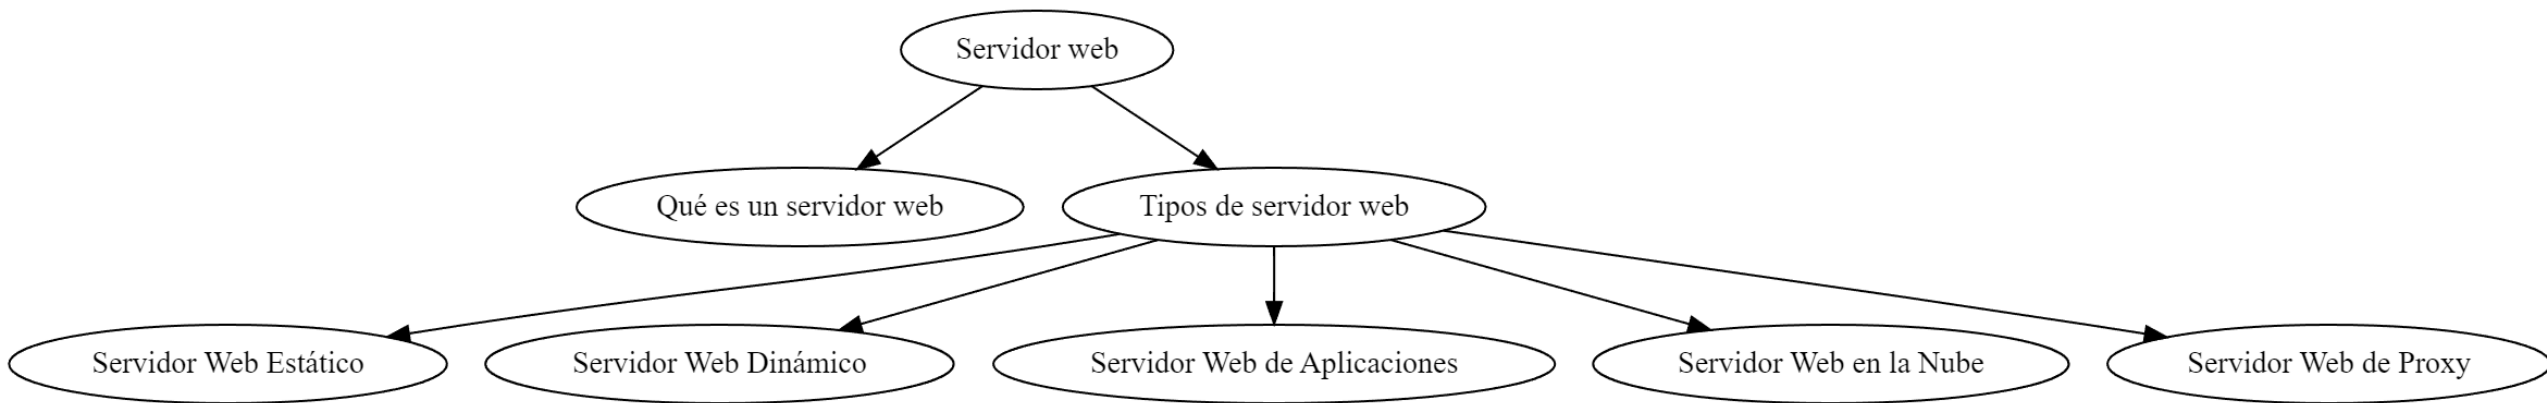 Servidor web
Qué es un servidor web
Tipos de servidor web
Servidor Web Estático
Servidor Web Dinámico
Servidor Web de Aplicaciones
Servidor Web en la Nube
Servidor Web de Proxy